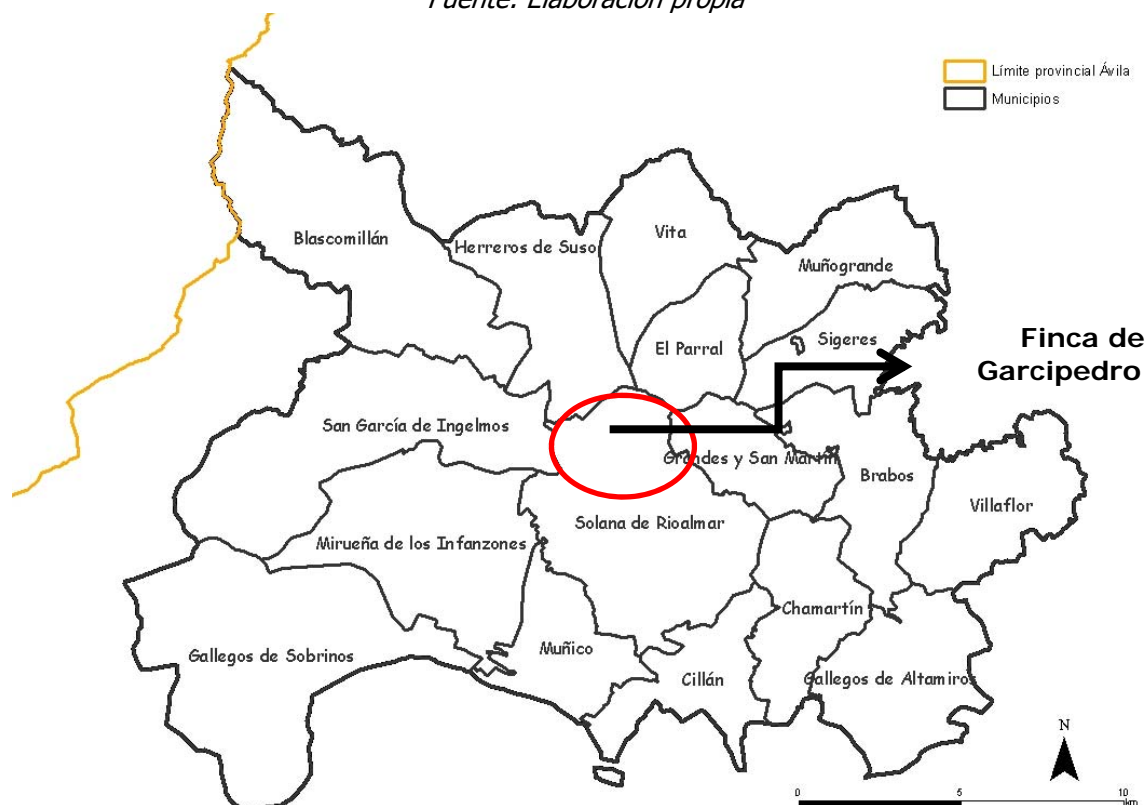 Fuente: Elaboración propia
Límite provincial Ávila
Municipios
Blascomillán
Herreros de Suso
Vita
Muñogrande
El Parral
Sigeres
Finca de
Garcipedro
San García de Ingelmos
Grandes y San Martín
Brabos
Villaflor
Solana de Rioalmar
Mirueña de los Infanzones
Chamartín
Gallegos de Sobrinos
Muñico
Cillán
Gallegos de Altamiros
N
0 5 10
km